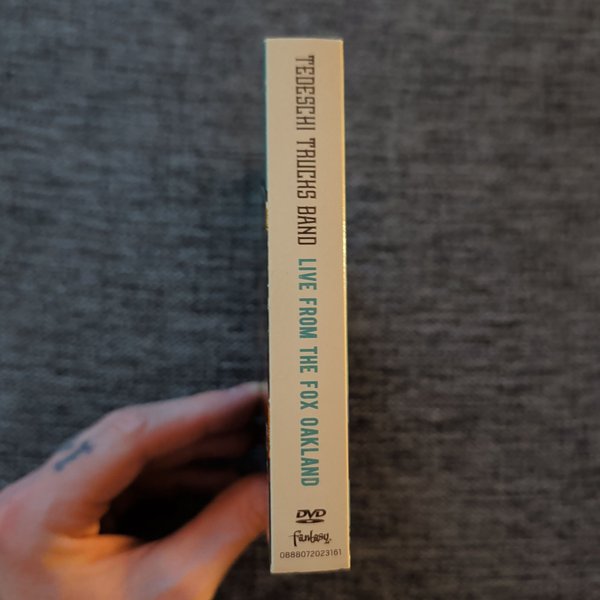 TEDESCHI TRUCKS BAND LIVE FROM THE FOX OAKLAND
DVD
Fantasy
0888072023161